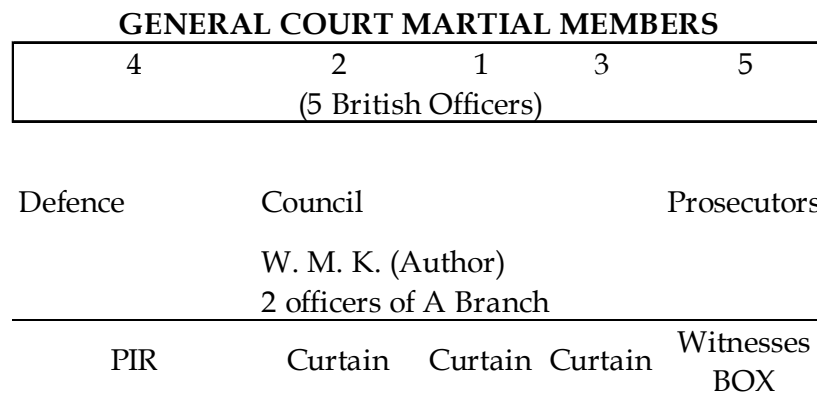 GENERAL COURT MARTIAL MEMBERS
4 2 1 3 5
(5 British Officers)
Defence Council Prosecutors
W. M. K. (Author)
2 officers of A Branch
PIR Curtain Curtain Curtain Witnesses BOX